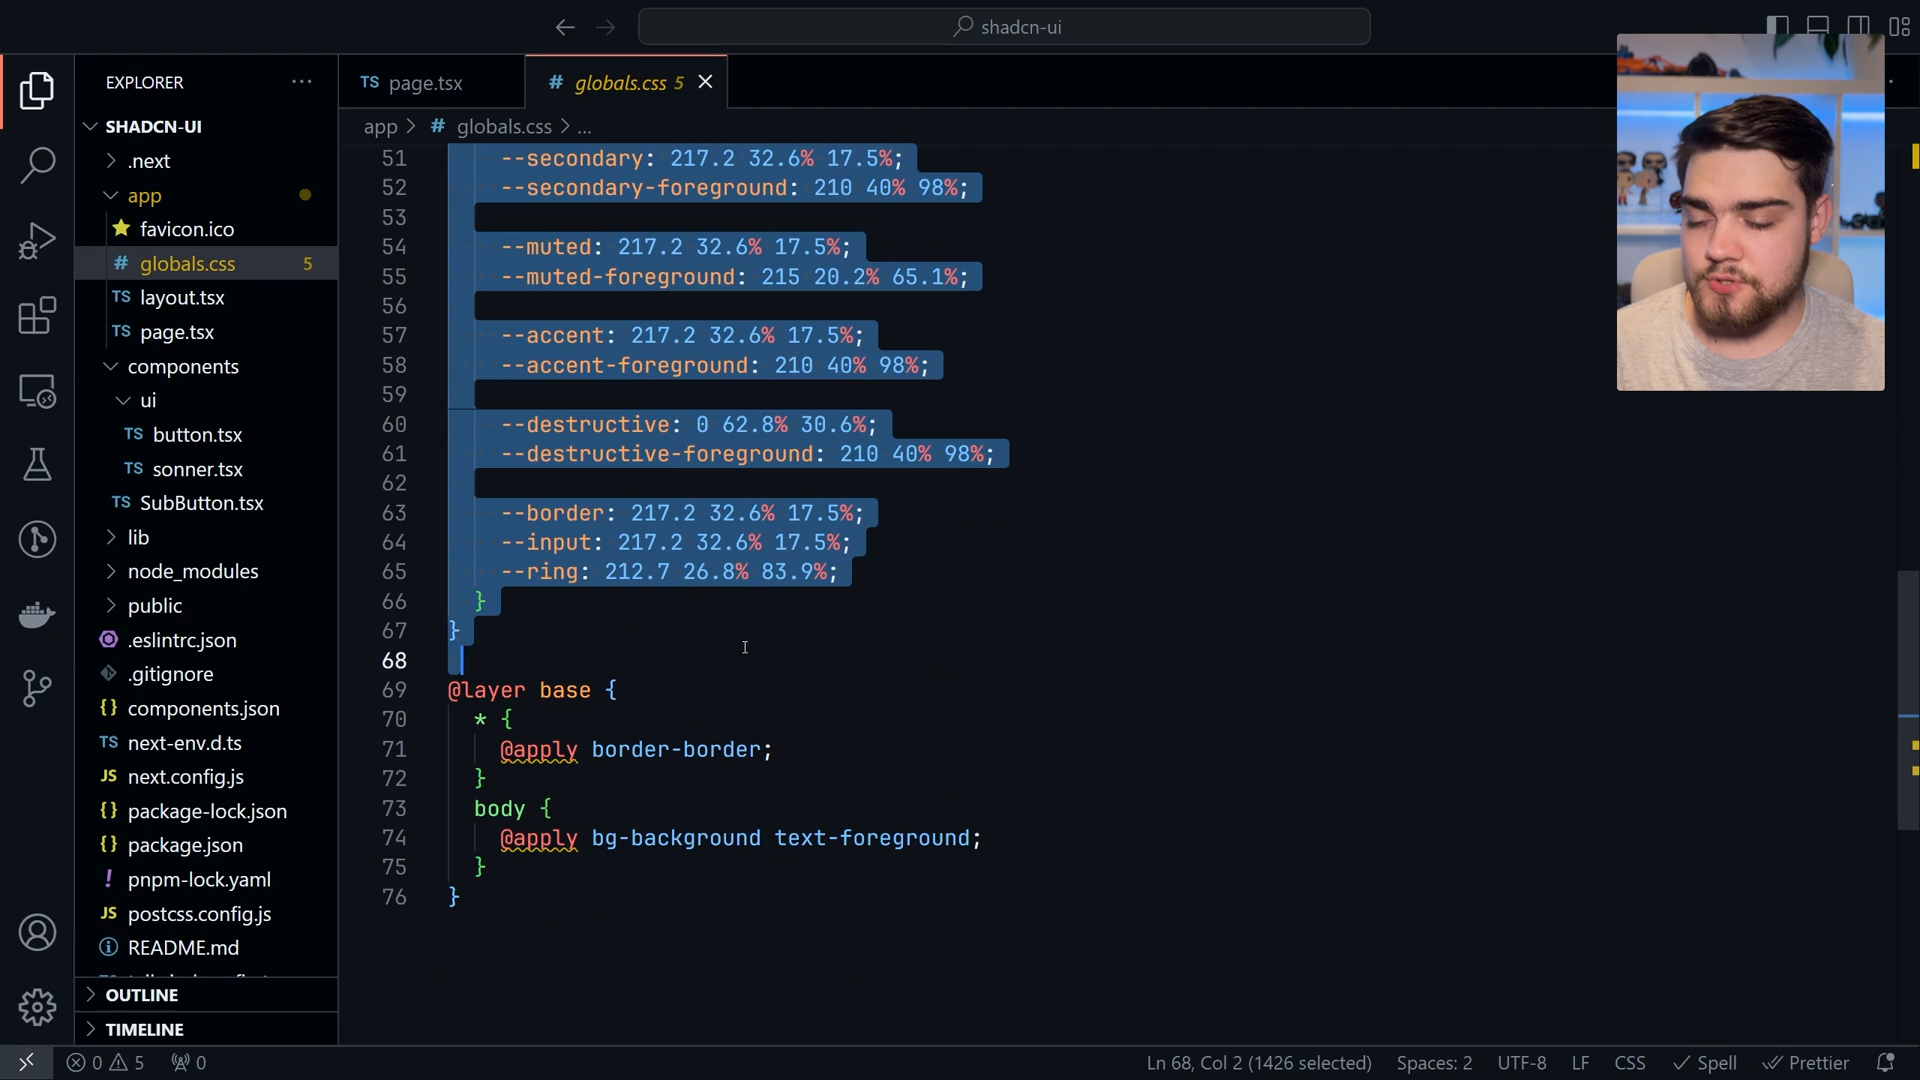 shadcn-ui
EXPLORER
TS page.tsx
# globals.css 5
SHADCN-UI
app > # globals.css > ...
.next
app
favicon.ico
# globals.css 5
TS layout.tsx
TS page.tsx
components
ui
TS button.tsx
TS sonner.tsx
TS SubButton.tsx
lib
node_modules
public
.eslintrc.json
.gitignore
{} components.json
TS next-env.d.ts
JS next.config.js
{} package-lock.json
{} package.json
! pnpm-lock.yaml
JS postcss.config.js
README.md
OUTLINE
TIMELINE
51 --secondary: 217.2 32.6% 17.5%;
52 --secondary-foreground: 210 40% 98%;
53
54 --muted: 217.2 32.6% 17.5%;
55 --muted-foreground: 215 20.2% 65.1%;
56
57 --accent: 217.2 32.6% 17.5%;
58 --accent-foreground: 210 40% 98%;
59
60 --destructive: 0 62.8% 30.6%;
61 --destructive-foreground: 210 40% 98%;
62
63 --border: 217.2 32.6% 17.5%;
64 --input: 217.2 32.6% 17.5%;
65 --ring: 212.7 26.8% 83.9%;
66 }
67 }
68
69 @layer base {
70 * {
71 @apply border-border;
72 }
73 body {
74 @apply bg-background text-foreground;
75 }
76 }
0 5 0
Ln 68, Col 2 (1426 selected) Spaces: 2 UTF-8 LF CSS Spell Prettier